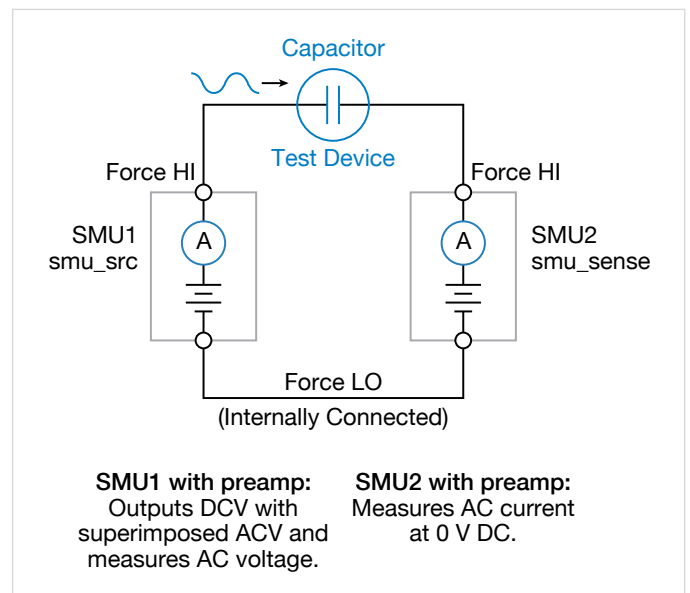 Capacitor
Test Device
Force HI
Force HI
SMU1
smu_src
A
A
SMU2
smu_sense
Force LO
(Internally Connected)
SMU1 with preamp:
Outputs DCV with
superimposed ACV and
measures AC voltage.
SMU2 with preamp:
Measures AC current
at 0 V DC.